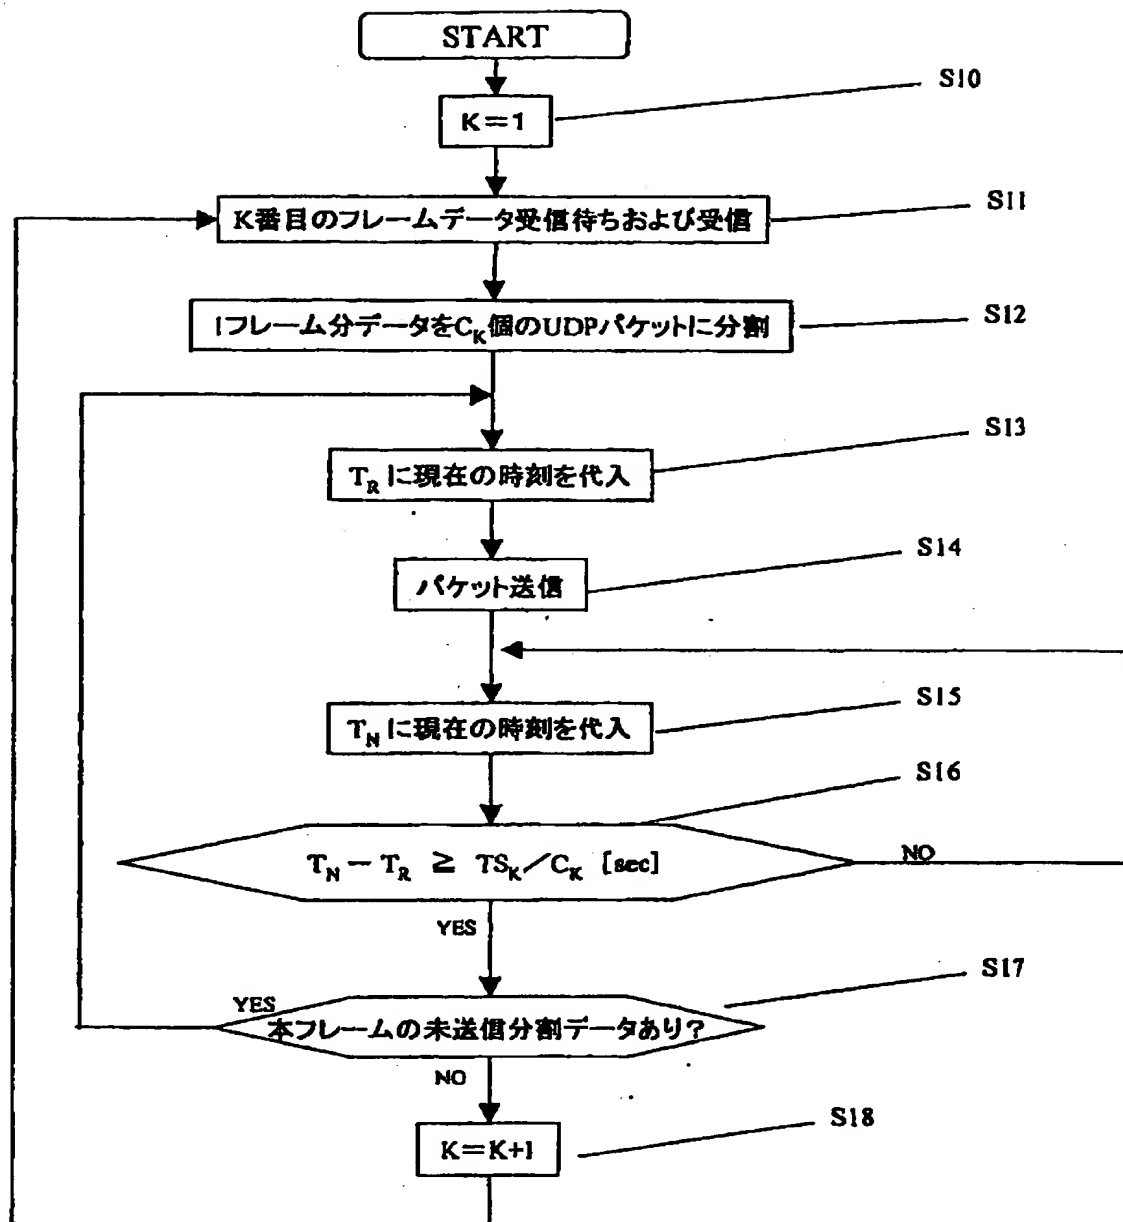 START
S10
K=1
S11
K番目のフレームデータ受信待ちおよび受信
S12
1フレーム分データをC_K個のUDPパケットに分割
S13
T_Rに現在の時刻を代入
S14
パケット送信
S15
T_Nに現在の時刻を代入
S16
T_N－T_R ≧ TS_K／C_K [sec]
NO
YES
S17
YES
本フレームの未送信分割データあり?
NO
S18
K=K+1